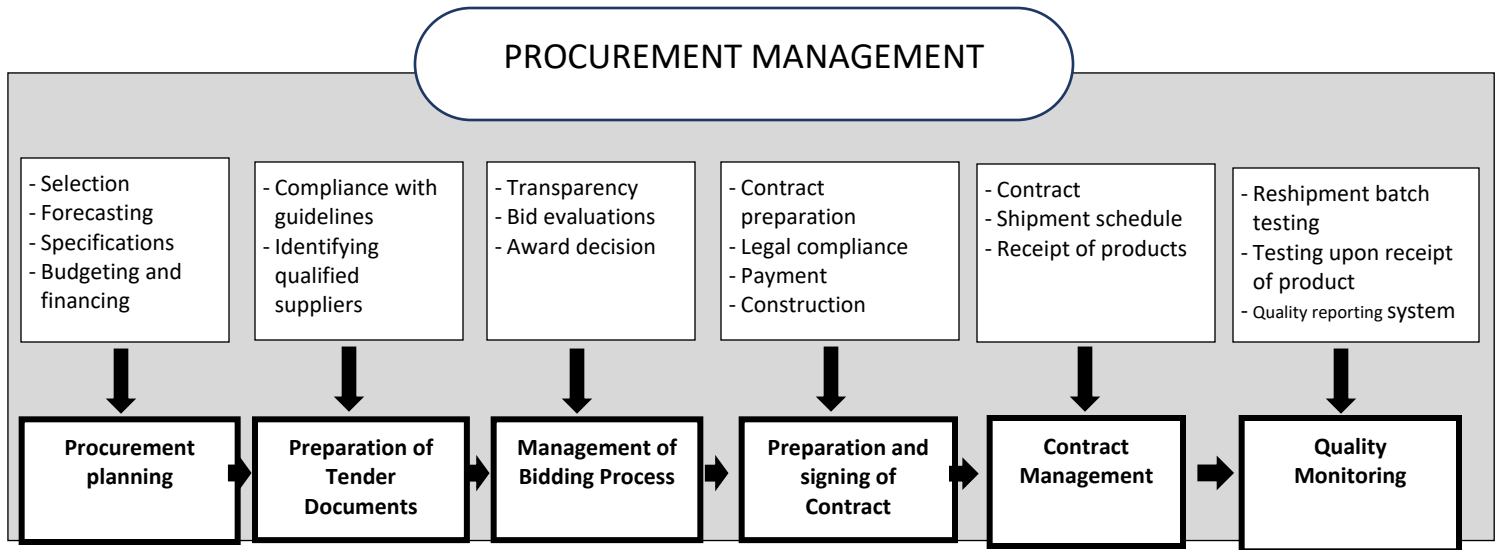 PROCUREMENT MANAGEMENT
- Selection
- Forecasting
- Specifications
- Budgeting and
financing
- Compliance with
guidelines
- Identifying
qualified
suppliers
- Transparency
- Bid evaluations
- Award decision
- Contract
preparation
- Legal compliance
- Payment
- Construction
- Contract
- Shipment schedule
- Receipt of products
- Reshipment batch
testing
- Testing upon receipt
of product
- Quality reporting system
Procurement
planning
Preparation of
Tender
Documents
Management of
Bidding Process
Preparation and
signing of
Contract
Contract
Management
Quality
Monitoring